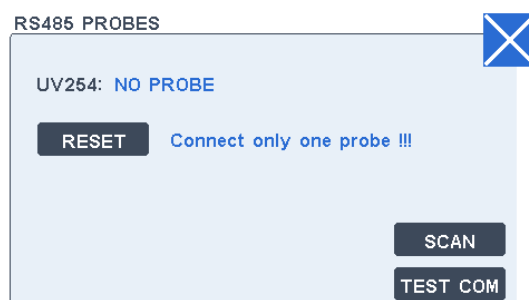 RS485 PROBES
UV254: NO PROBE
RESET Connect only one probe !!!
SCAN
TEST COM